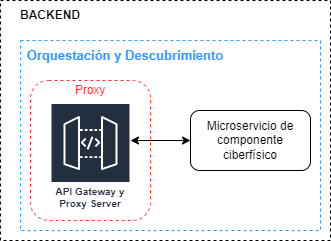 BACKEND
Orquestación y Descubrimiento
Proxy
API Gateway y
Proxy Server
Microservicio de
componente
ciberfísico